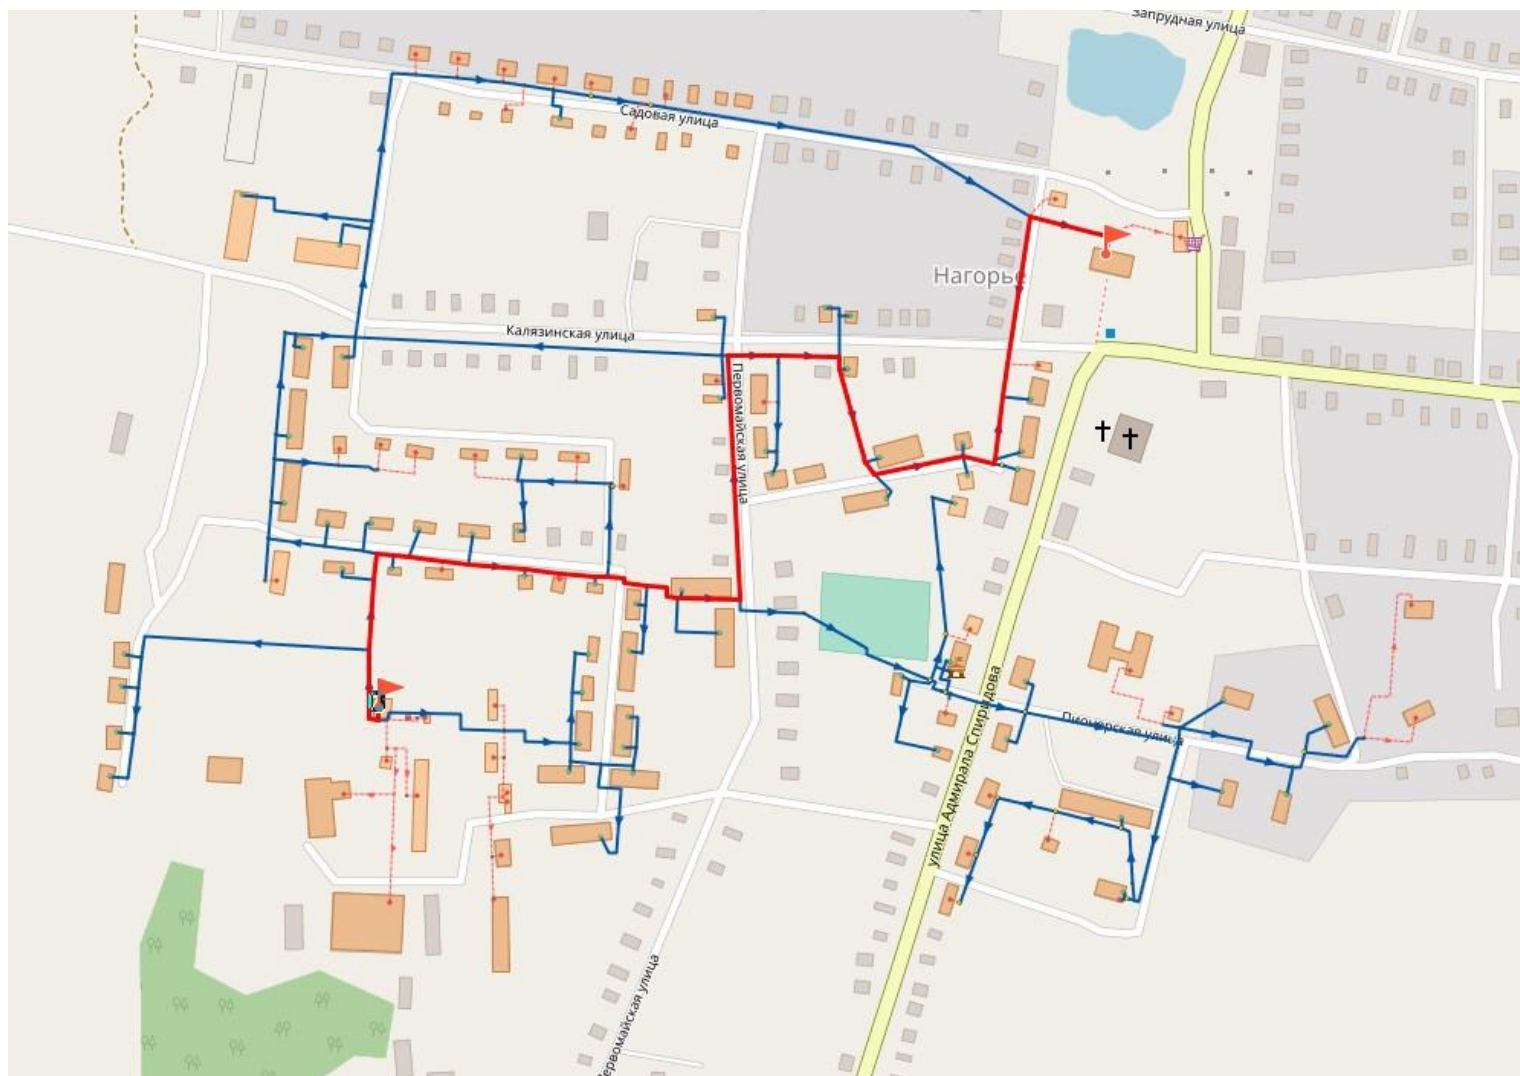 Запрудная улица
Садовая улица
Нагорье
Калязинская улица
Первомайская улица
улица Адмирала Спиридова
Пионерская улица
Первомайская улица